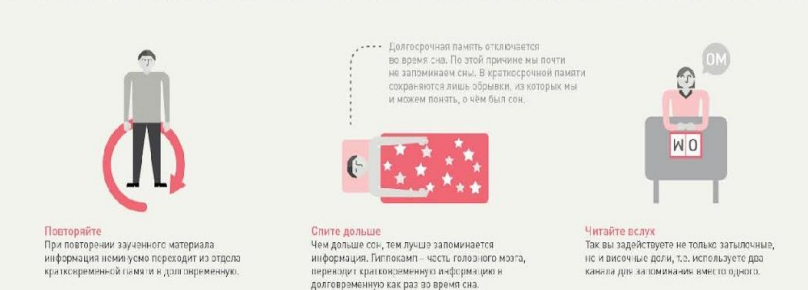 Долгосрочная память отключается
во время сна. По этой причине мы почти
не запоминаем сны. В краткосрочной памяти
сохраняются лишь обрывки, из которых мы
и можем понять, о чём был сон.
ОМ
ОМ
Повторяйте
При повторении заученного материала
информация неминуемо переходит из отдела
кратковременной памяти в долговременную.
Спите дольше
Чем дольше сон, тем лучше запоминается
информация. Гиппокамп – часть головного мозга,
переводит кратковременную информацию в
долговременную как раз во время сна.
Читайте вслух
Так вы задействуете не только затылочные,
но и височные доли, т.е. используете два
канала для запоминания вместо одного.